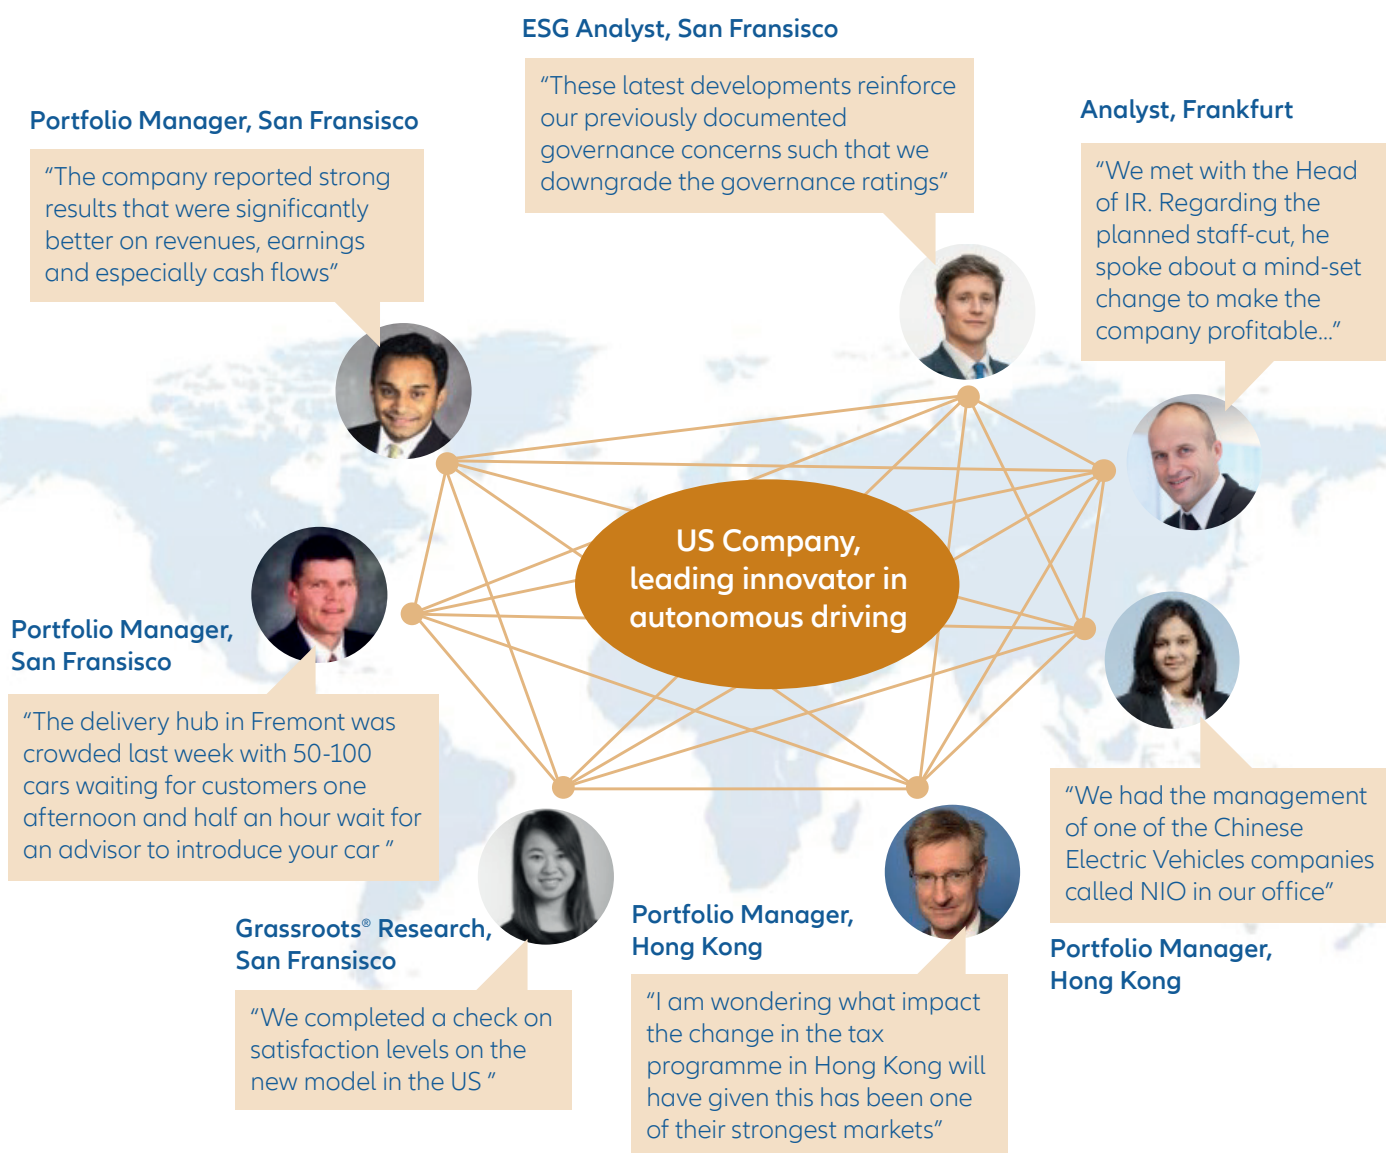 ESG Analyst, San Fransisco
“These latest developments reinforce
our previously documented
governance concerns such that we
downgrade the governance ratings”
Portfolio Manager, San Fransisco
“The company reported strong
results that were significantly
better on revenues, earnings
and especially cash flows”
Analyst, Frankfurt
“We met with the Head
of IR. Regarding the
planned staff-cut, he
spoke about a mind-set
change to make the
company profitable...”
US Company,
leading innovator in
autonomous driving
Portfolio Manager,
San Fransisco
“The delivery hub in Fremont was
crowded last week with 50-100
cars waiting for customers one
afternoon and half an hour wait for
an advisor to introduce your car ”
“We had the management
of one of the Chinese
Electric Vehicles companies
called NIO in our office”
Portfolio Manager,
Hong Kong
Grassroots® Research,
San Fransisco
“We completed a check on
satisfaction levels on the
new model in the US ”
Portfolio Manager,
Hong Kong
“I am wondering what impact
the change in the tax
programme in Hong Kong will
have given this has been one
of their strongest markets”